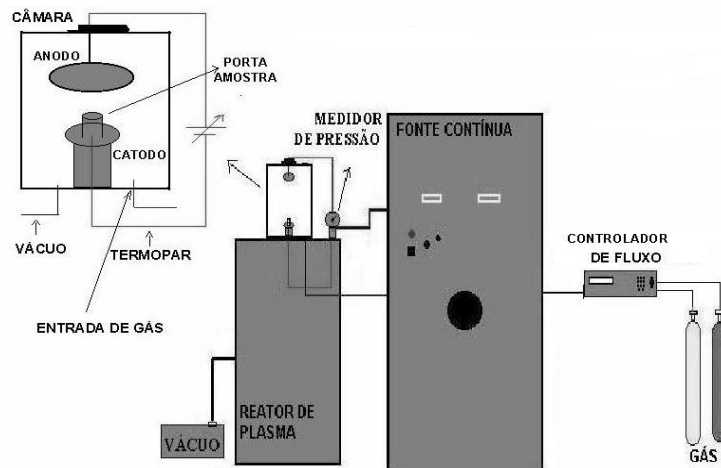 CÂMARA
ANODO
PORTA
AMOSTRA
CATODO
VÁCUO
TERMOPAR
ENTRADA DE GÁS
MEDIDOR
DE PRESSÃO
FONTE CONTÍNUA
CONTROLADOR
DE FLUXO
REATOR DE
PLASMA
VÁCUO
GÁS